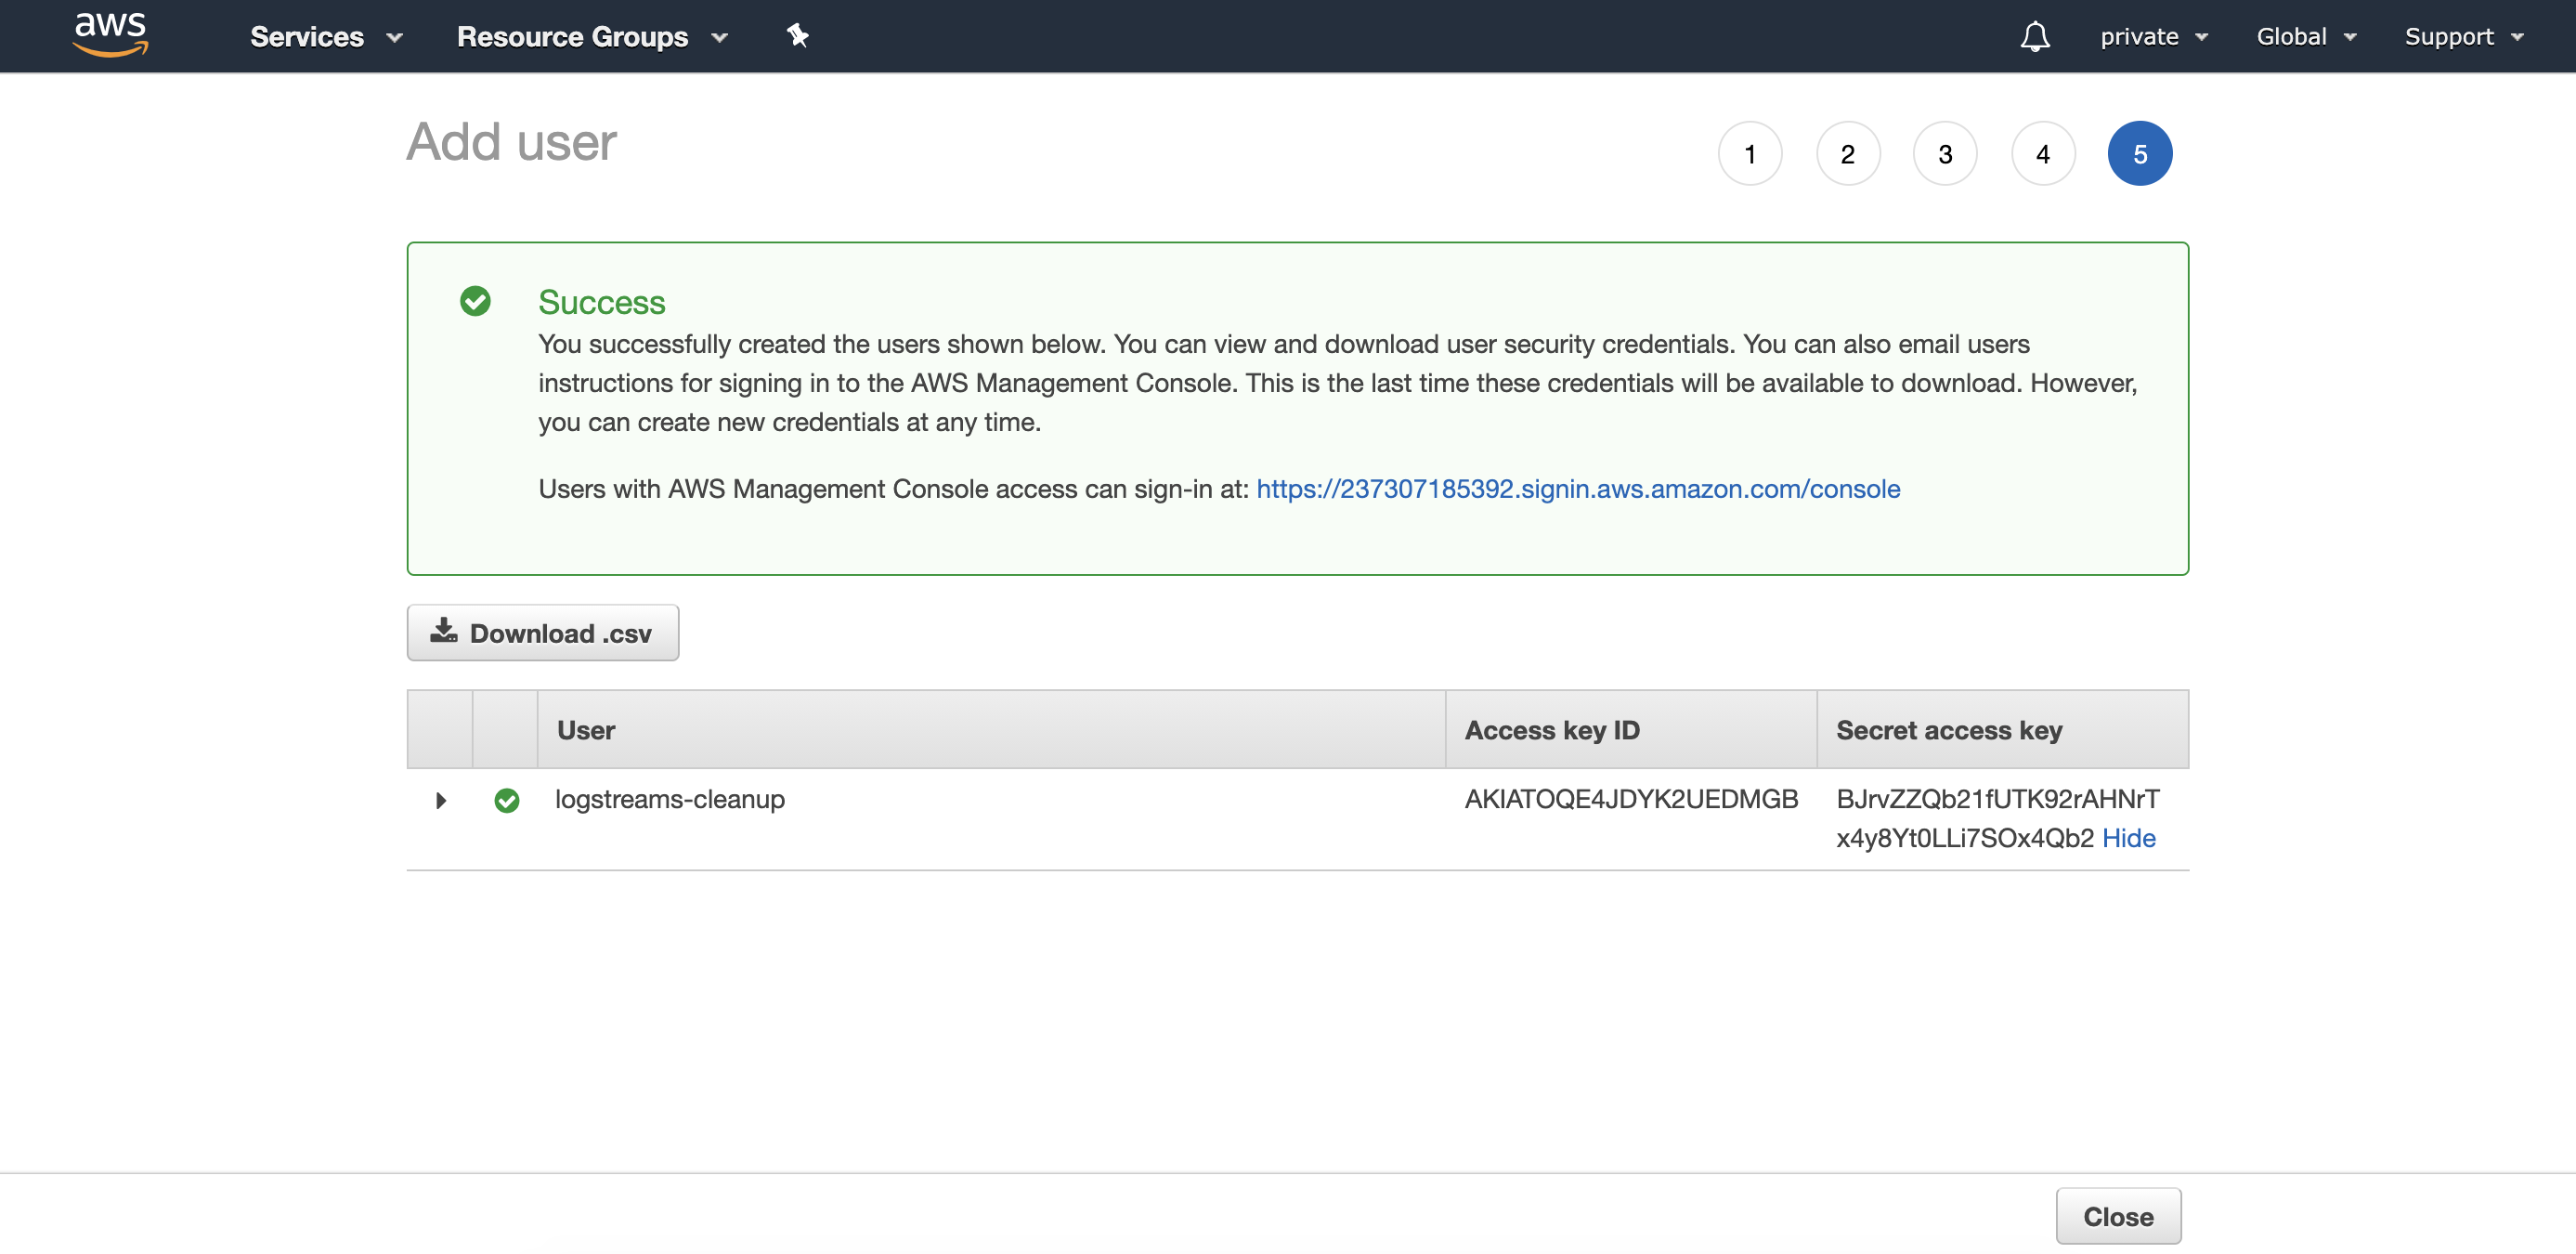 aws
Services
Resource Groups
private
Global
Support
Add user
1
2
3
4
5
Success
You successfully created the users shown below. You can view and download user security credentials. You can also email users
instructions for signing in to the AWS Management Console. This is the last time these credentials will be available to download. However,
you can create new credentials at any time.
Users with AWS Management Console access can sign-in at: https://237307185392.signin.aws.amazon.com/console
Download .csv
User
Access key ID
Secret access key
logstreams-cleanup
AKIATOQE4JDYK2UEDMGB
BJrvZZQb21fUTK92rAHNrT
x4y8Yt0LLi7SOx4Qb2 Hide
Close